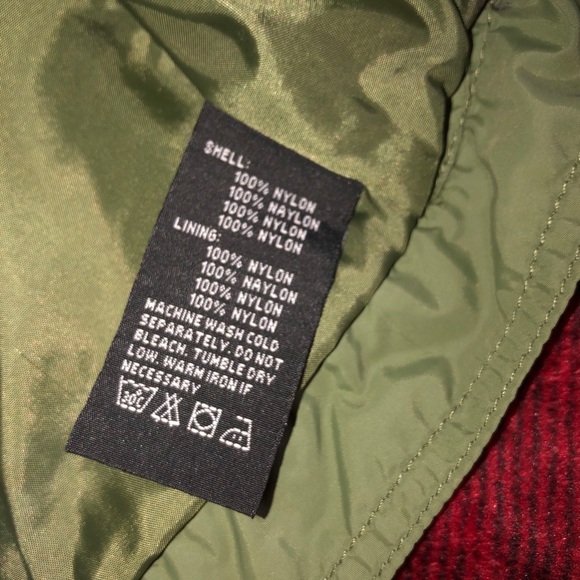 SHELL:
100% NYLON
100% NAYLON
100% NYLON
100% NYLON
LINING:
100% NYLON
100% NAYLON
100% NYLON
100% NYLON
MACHINE WASH COLD
SEPARATELY. DO NOT
BLEACH. TUMBLE DRY
LOW. WARM IRON IF
NECESSARY
30C